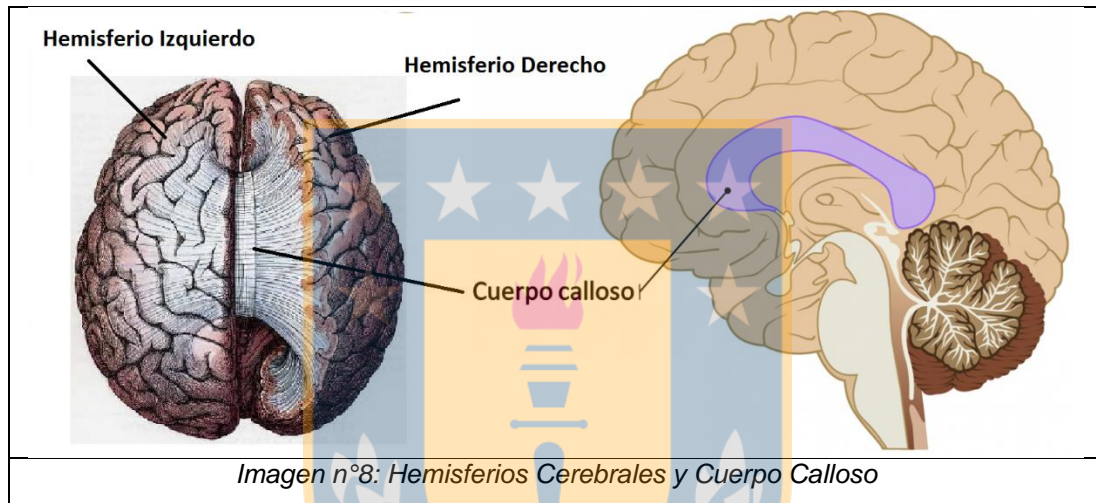 Hemisferio Izquierdo
Hemisferio Derecho
Cuerpo calloso
Imagen n°8: Hemisferios Cerebrales y Cuerpo Calloso